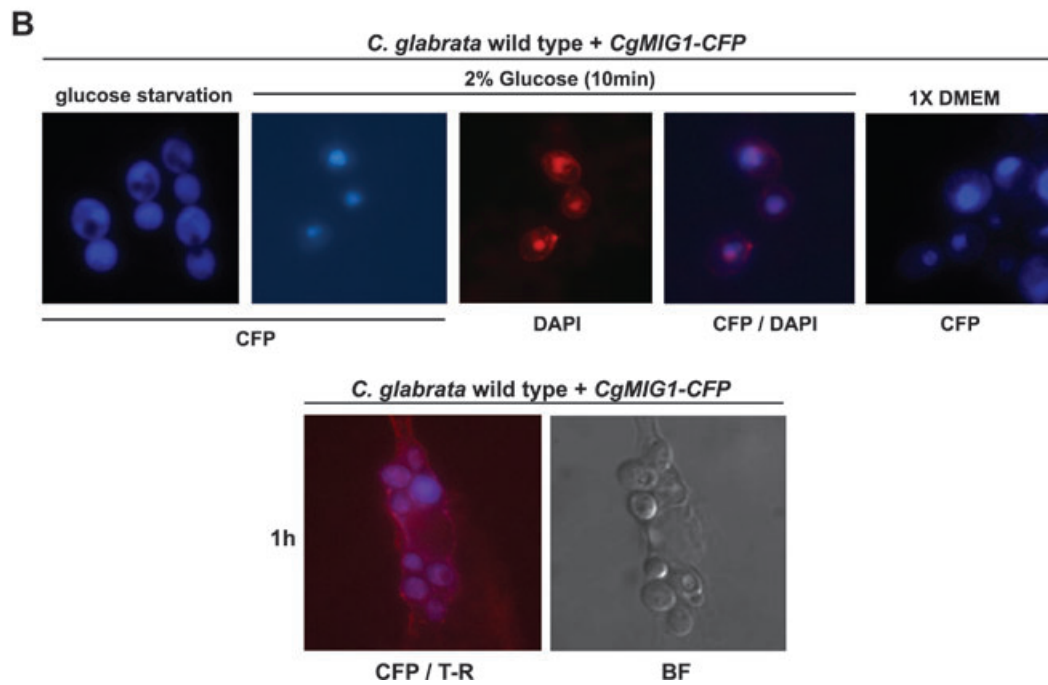 B
C. glabrata wild type + CgMIG1-CFP
2% Glucose (10min)
glucose starvation
1X DMEM
CFP
DAPI
CFP / DAPI
CFP
C. glabrata wild type + CgMIG1-CFP
1h
CFP / T-R
BF